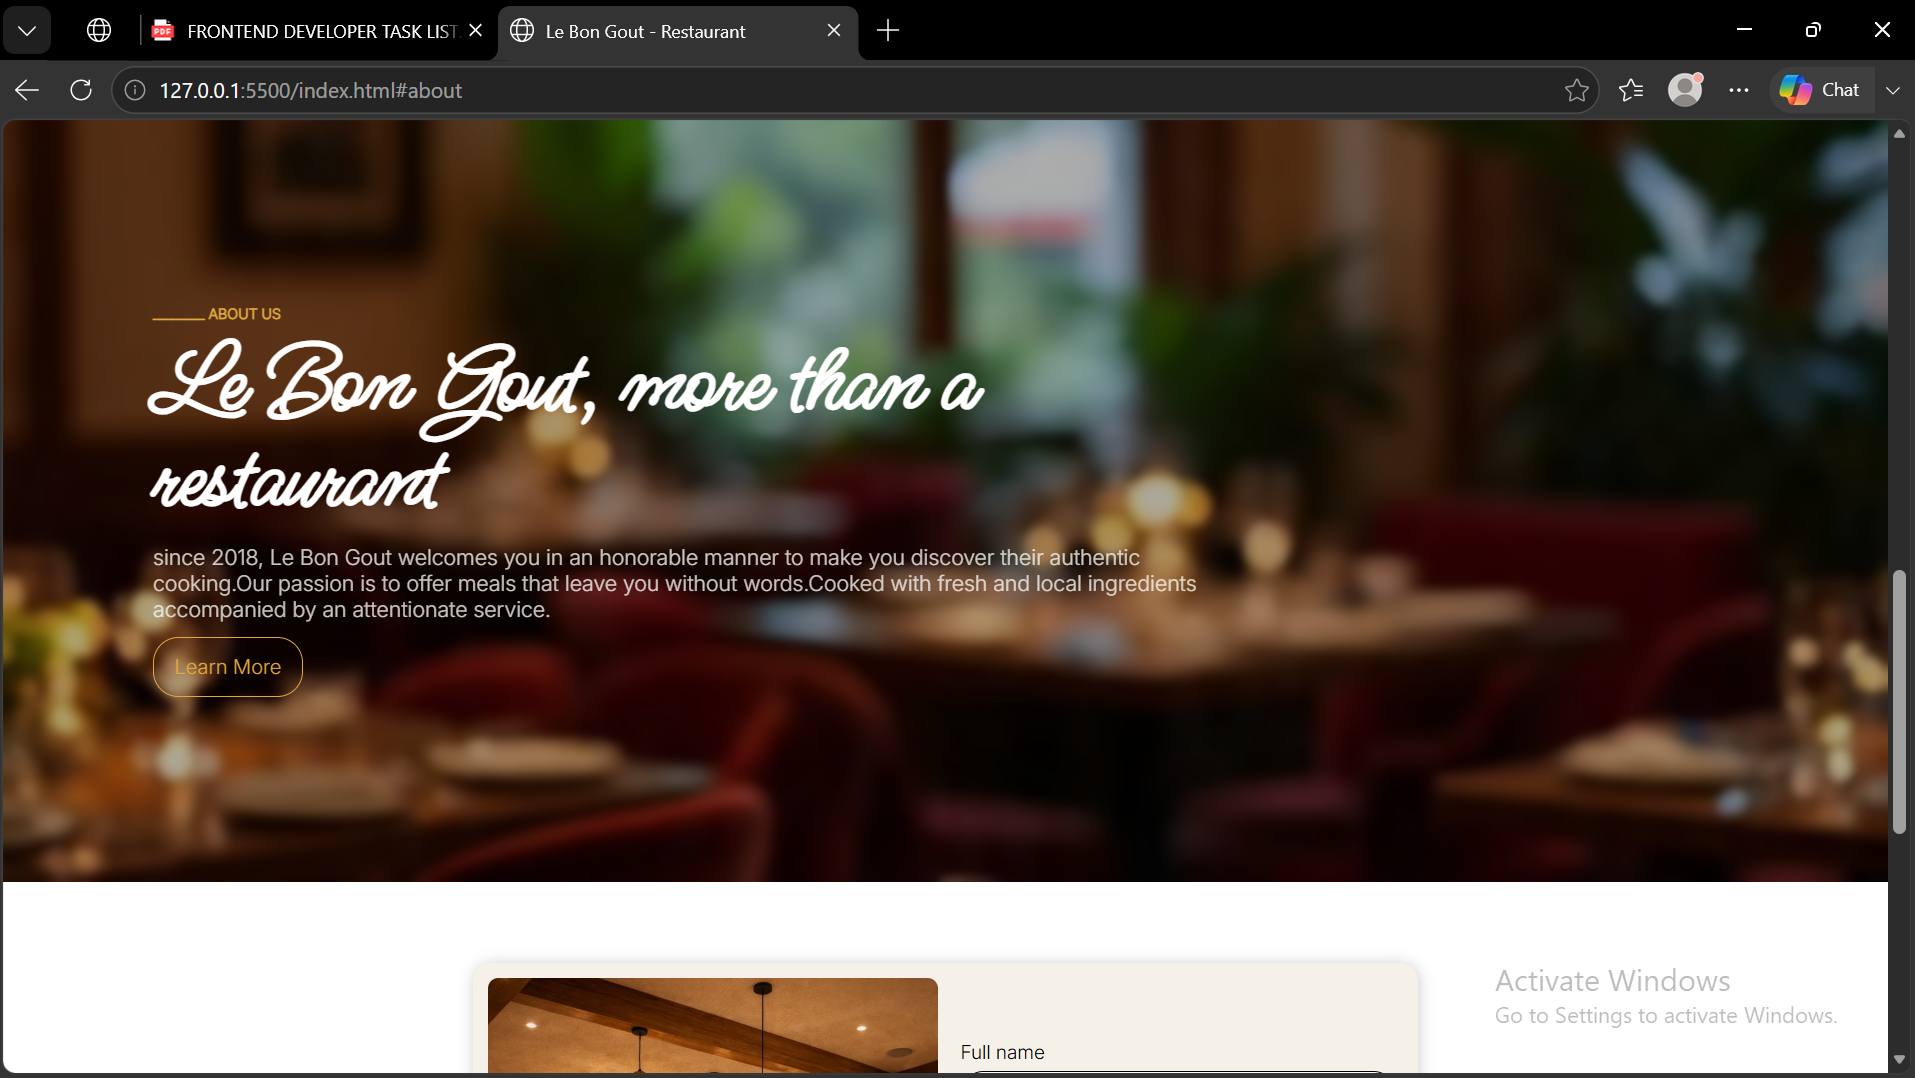 FRONTEND DEVELOPER TASK LIST
Le Bon Gout - Restaurant
127.0.0.1:5500/index.html#about
Chat
_______ ABOUT US
Le Bon Gout, more than a
restaurant
since 2018, Le Bon Gout welcomes you in an honorable manner to make you discover their authentic
cooking.Our passion is to offer meals that leave you without words.Cooked with fresh and local ingredients
accompanied by an attentionate service.
Learn More
Full name
Activate Windows
Go to Settings to activate Windows.